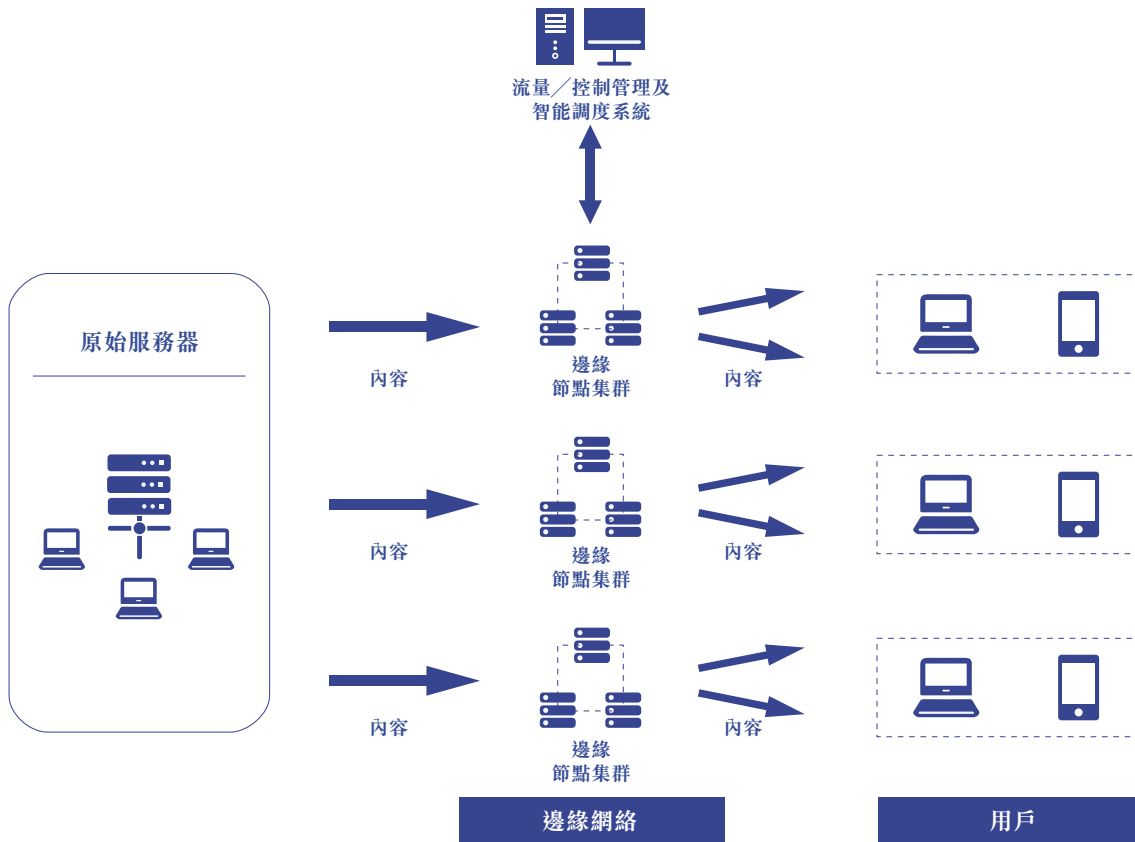 流量／控制管理及
智能調度系統
原始服務器
內容
邊緣
節點集群
內容
內容
邊緣
節點集群
內容
內容
邊緣
節點集群
內容
邊緣網絡
用戶